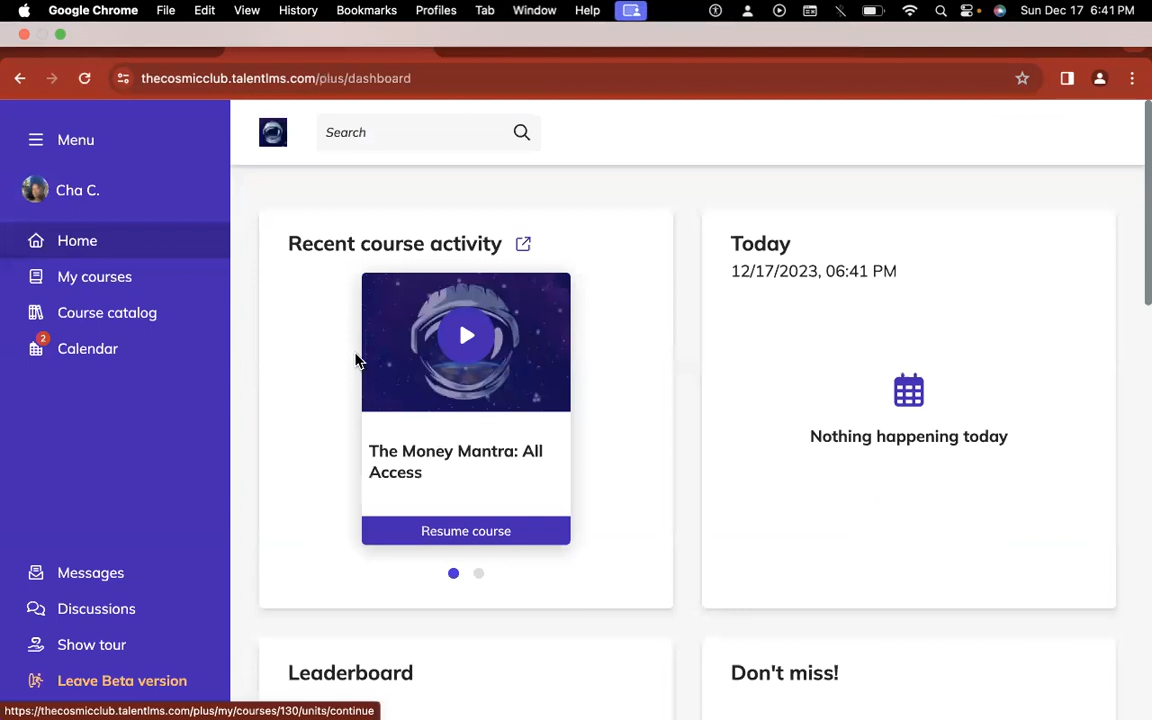 Google Chrome File Edit View History Bookmarks Profiles Tab Window Help Sun Dec 17 6:41 PM
thecosmicclub.talentlms.com/plus/dashboard
Menu
Search
Cha C.
Home
My courses
Course catalog
2
Calendar
Recent course activity
The Money Mantra: All
Access
Resume course
Today
12/17/2023, 06:41 PM
Nothing happening today
Messages
Discussions
Show tour
Leave Beta version
Leaderboard
Don't miss!
https://thecosmicclub.talentlms.com/plus/my/courses/130/units/continue